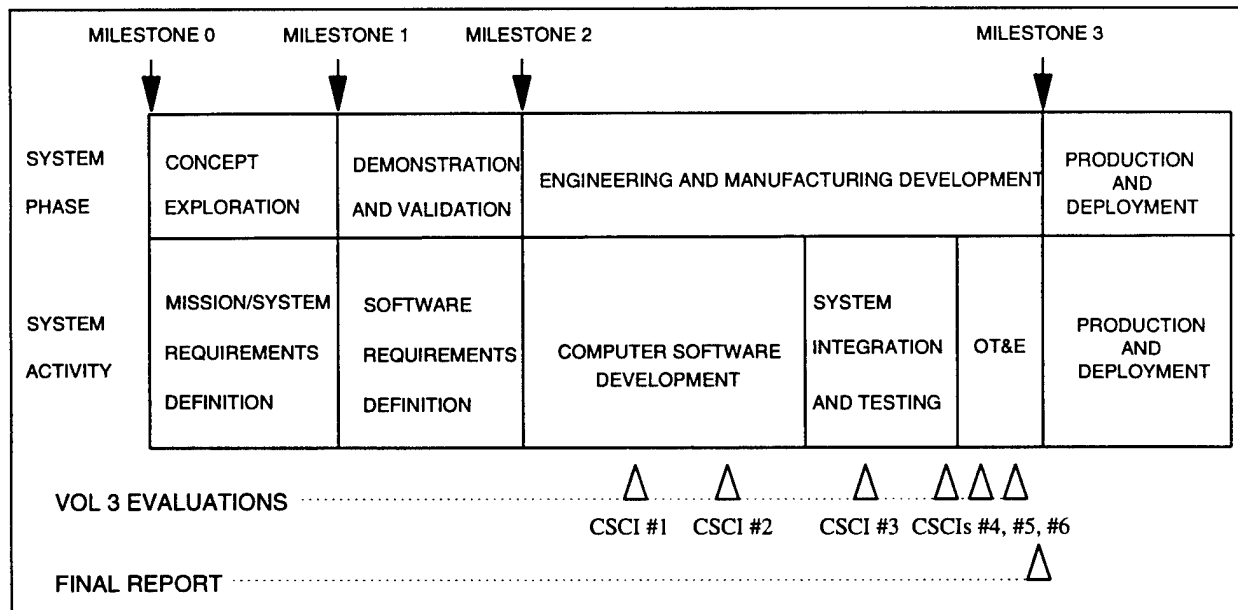 MILESTONE 0
MILESTONE 1
MILESTONE 2
MILESTONE 3
SYSTEM
PHASE
CONCEPT
EXPLORATION
DEMONSTRATION
AND VALIDATION
ENGINEERING AND MANUFACTURING DEVELOPMENT
PRODUCTION
AND
DEPLOYMENT
SYSTEM
ACTIVITY
MISSION/SYSTEM
REQUIREMENTS
DEFINITION
SOFTWARE
REQUIREMENTS
DEFINITION
COMPUTER SOFTWARE
DEVELOPMENT
SYSTEM
INTEGRATION
AND TESTING
OT&E
PRODUCTION
AND
DEPLOYMENT
VOL 3 EVALUATIONS
CSCI #1
CSCI #2
CSCI #3
CSCIs #4, #5, #6
FINAL REPORT